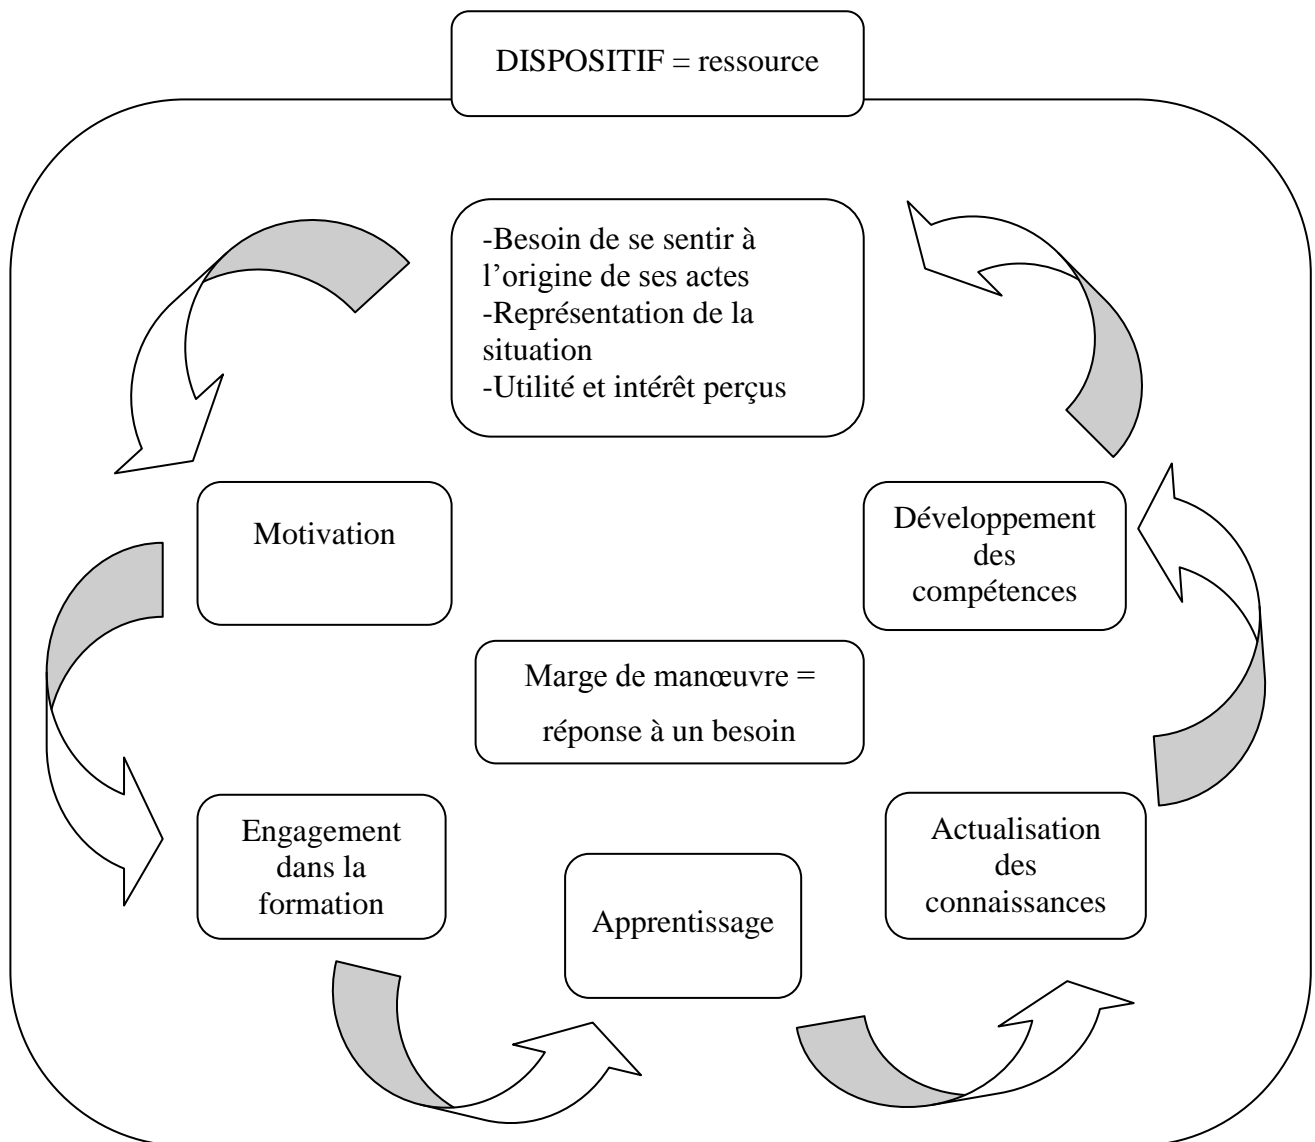 DISPOSITIF = ressource
-Besoin de se sentir à
l’origine de ses actes
-Représentation de la
situation
-Utilité et intérêt perçus
Motivation
Développement
des
compétences
Marge de manœuvre =
réponse à un besoin
Engagement
dans la
formation
Apprentissage
Actualisation
des
connaissances